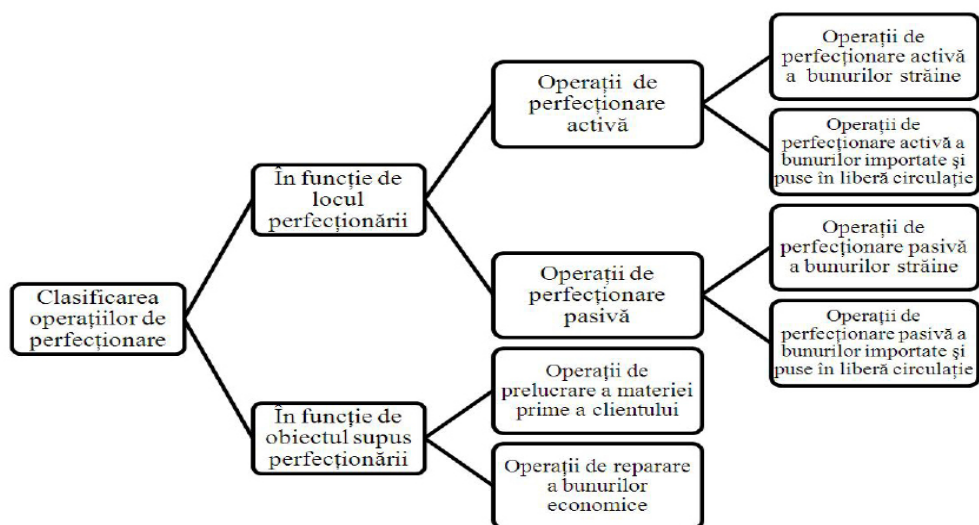 Clasificarea
operațiilor de
perfecționare
În funcție de
locul
perfecționării
Operații de
perfecționare
activă
Operații de
perfecționare activă
a bunurilor străine
Operații de
perfecționare activă a
bunurilor importate și
puse în liberă circulație
Operații de
perfecționare
pasivă
Operații de
perfecționare pasivă
a bunurilor străine
Operații de
perfecționare pasivă a
bunurilor importate și
puse în liberă circulație
În funcție de
obiectul supus
perfecționării
Operații de
prelucrare a materiei
prime a clientului
Operații de reparare
a bunurilor
economice